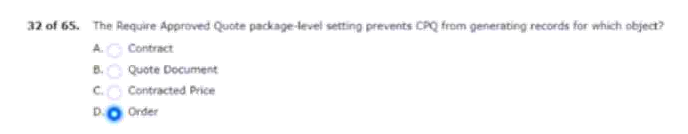 32 of 65. The Require Approved Quote package-level setting prevents CPQ from generating records for which object?
A. Contract
B. Quote Document
C. Contracted Price
D. Order